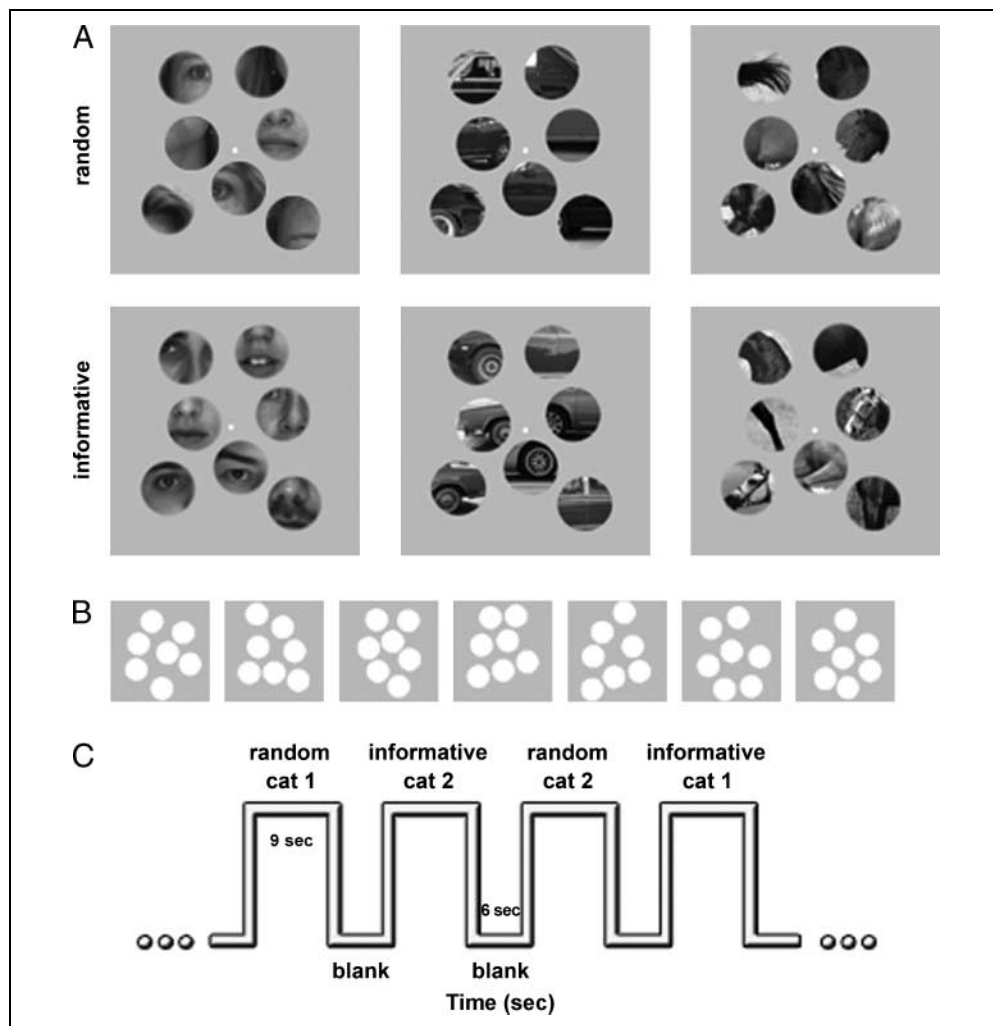 A
random
informative
B
C
random informative random informative
cat 1 cat 2 cat 2 cat 1
9 sec
6 sec
blank blank
Time (sec)